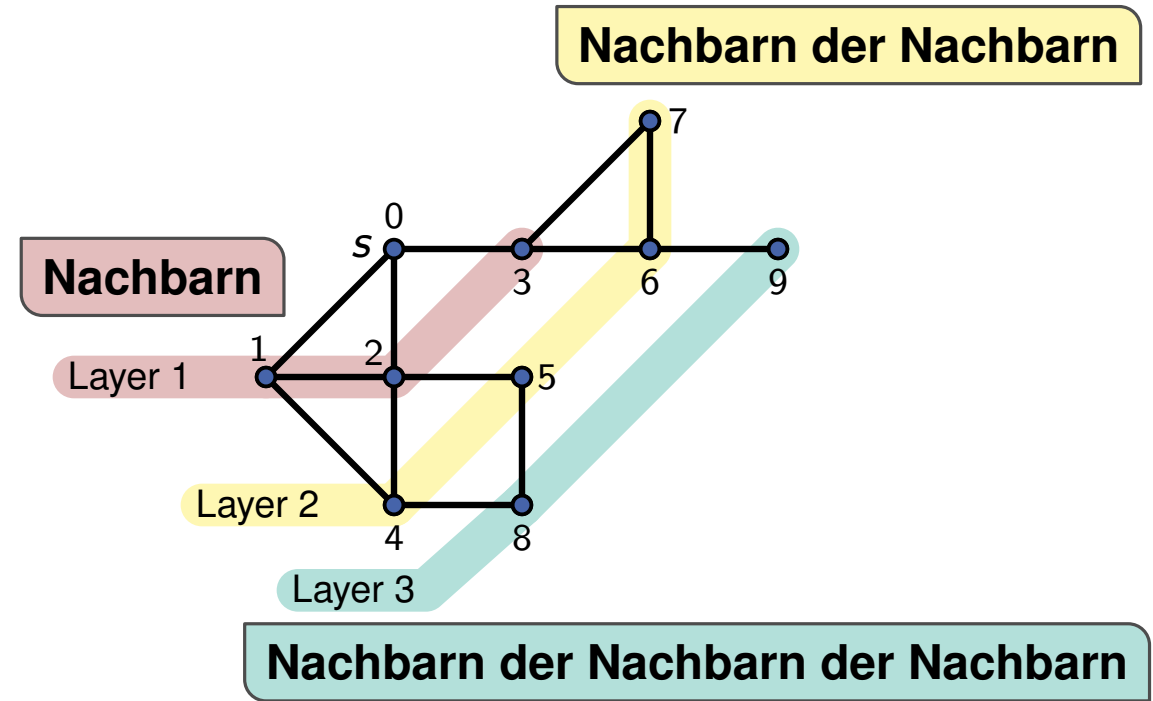 Nachbarn der Nachbarn
7
0
s
Nachbarn
3
6
9
1
2
Layer 1
5
Layer 2
4
8
Layer 3
Nachbarn der Nachbarn der Nachbarn